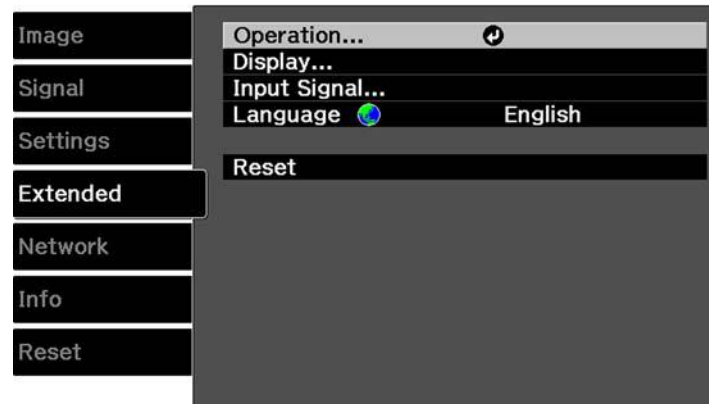 Image
Signal
Settings
Extended
Network
Info
Reset
Operation...
Display...
Input Signal...
Language English
Reset